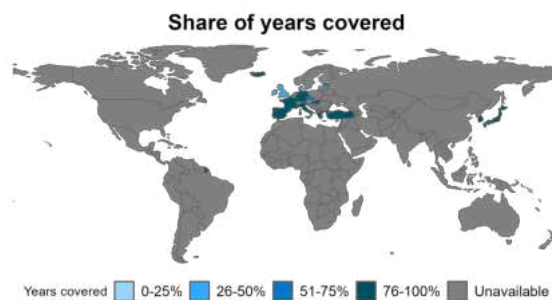 Share of years covered
Years covered 0-25% 26-50% 51-75% 76-100% Unavailable